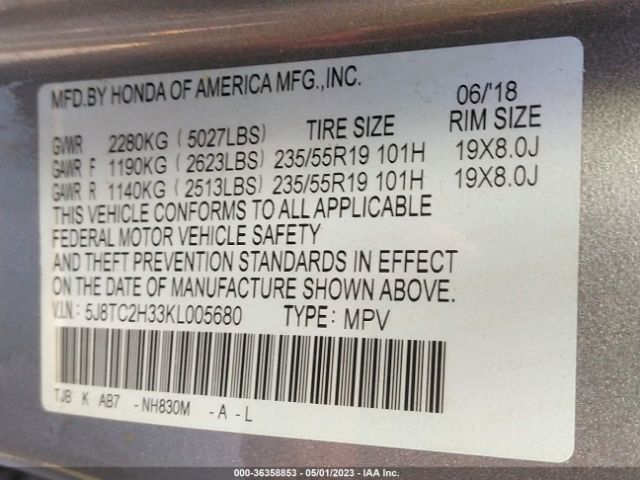 MFD.BY HONDA OF AMERICA MFG.,INC.
06/'18
GVWR 2280KG (5027LBS) TIRE SIZE RIM SIZE
GAWR F 1190KG (2623LBS) 235/55R19 101H 19X8.0J
GAWR R 1140KG (2513LBS) 235/55R19 101H 19X8.0J
THIS VEHICLE CONFORMS TO ALL APPLICABLE
FEDERAL MOTOR VEHICLE SAFETY
AND THEFT PREVENTION STANDARDS IN EFFECT
ON THE DATE OF MANUFACTURE SHOWN ABOVE.
V.I.N.: 5J8TC2H33KL005680 TYPE: MPV
TJB K AB7 -NH830M -A-L
000-36358853 - 05/01/2023 - IAA Inc.